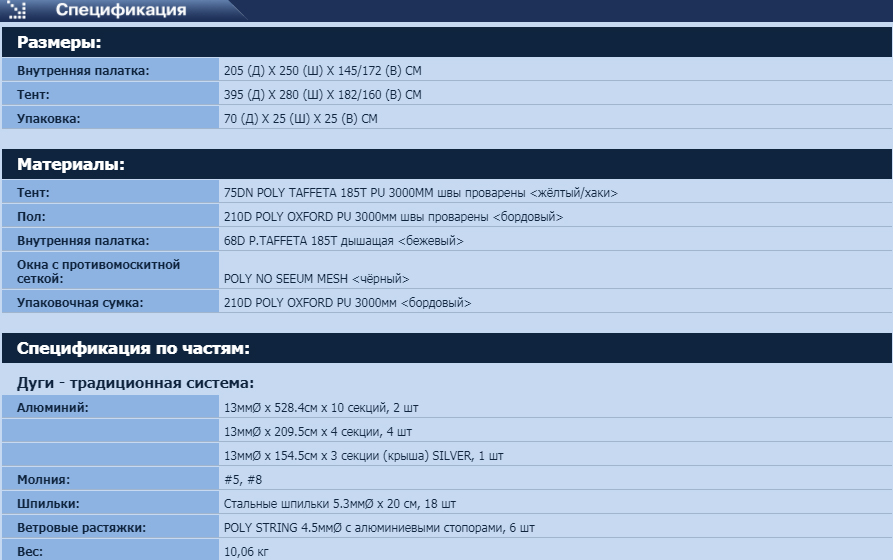 Спецификация
Размеры:
Внутренняя палатка: 205 (Д) X 250 (Ш) X 145/172 (В) СМ
Тент: 395 (Д) X 280 (Ш) X 182/160 (В) СМ
Упаковка: 70 (Д) X 25 (Ш) X 25 (В) СМ
Материалы:
Тент: 75DN POLY TAFFETA 185T PU 3000MM швы проварены <жёлтый/хаки>
Пол: 210D POLY OXFORD PU 3000мм швы проварены <бордовый>
Внутренняя палатка: 68D P.TAFFETA 185T дышащая <бежевый>
Окна с противомоскитной
сеткой: POLY NO SEEUM MESH <чёрный>
Упаковочная сумка: 210D POLY OXFORD PU 3000мм <бордовый>
Спецификация по частям:
Дуги - традиционная система:
Алюминий: 13ммØ x 528.4см x 10 секций, 2 шт
13ммØ x 209.5см x 4 секции, 4 шт
13ммØ x 154.5см x 3 секции (крыша) SILVER, 1 шт
Молния: #5, #8
Шпильки: Стальные шпильки 5.3ммØ x 20 см, 18 шт
Ветровые растяжки: POLY STRING 4.5ммØ с алюминиевыми стопорами, 6 шт
Вес: 10,06 кг